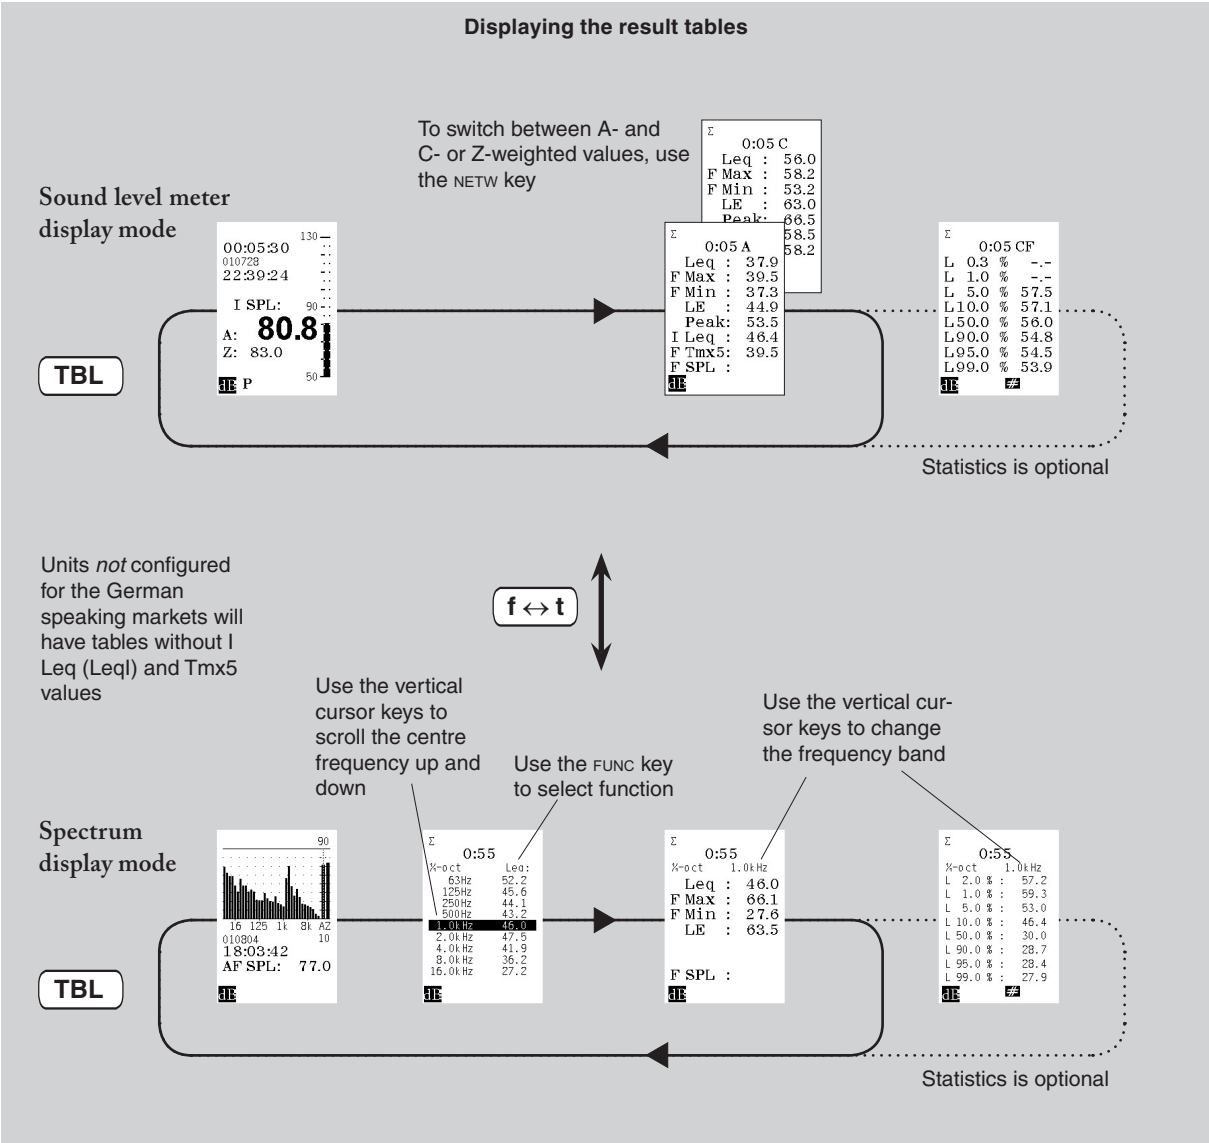 Displaying the result tables
To switch between A- and
C- or Z-weighted values, use
the NETW key
Sound level meter
display mode
TBL
00:05:30
010728
22:39:24
I SPL:
A: 80.8
Z: 83.0
dB P
130
90
50
Σ
0:05 C
Leq : 56.0
F Max : 58.2
F Min : 53.2
LE : 63.0
Peak: 66.5
58.5
58.2
Σ
0:05 A
Leq : 37.9
F Max : 39.5
F Min : 37.3
LE : 44.9
Peak: 53.5
I Leq : 46.4
F Tmx5: 39.5
F SPL :
dB
Σ
0:05 CF
L 0.3 % -.-
L 1.0 % -.-
L 5.0 % 57.5
L10.0 % 57.1
L50.0 % 56.0
L90.0 % 54.8
L95.0 % 54.5
L99.0 % 53.9
dB #
Statistics is optional
Units not configured
for the German
speaking markets will
have tables without I
Leq (LeqI) and Tmx5
values
f ↔ t
Use the vertical
cursor keys to
scroll the centre
frequency up and
down
Use the FUNC key
to select function
Use the vertical cur-
sor keys to change
the frequency band
Spectrum
display mode
TBL
90
16 125 1k 8k AZ
010804 10
18:03:42
AF SPL: 77.0
dB
Σ
0:55
⅟-oct Leq:
63Hz 52.2
125Hz 45.6
250Hz 44.1
500Hz 43.2
1.0kHz 46.0
2.0kHz 47.5
4.0kHz 41.9
8.0kHz 36.2
16.0kHz 27.2
dB
Σ
0:55
⅟-oct 1.0kHz
Leq : 46.0
F Max : 66.1
F Min : 27.6
LE : 63.5
F SPL :
dB
Σ
0:55
⅟-oct 1.0kHz
L 2.0 % : 57.2
L 1.0 % : 59.3
L 5.0 % : 53.0
L 10.0 % : 46.4
L 50.0 % : 30.0
L 90.0 % : 28.7
L 95.0 % : 28.4
L 99.0 % : 27.9
dB #
Statistics is optional